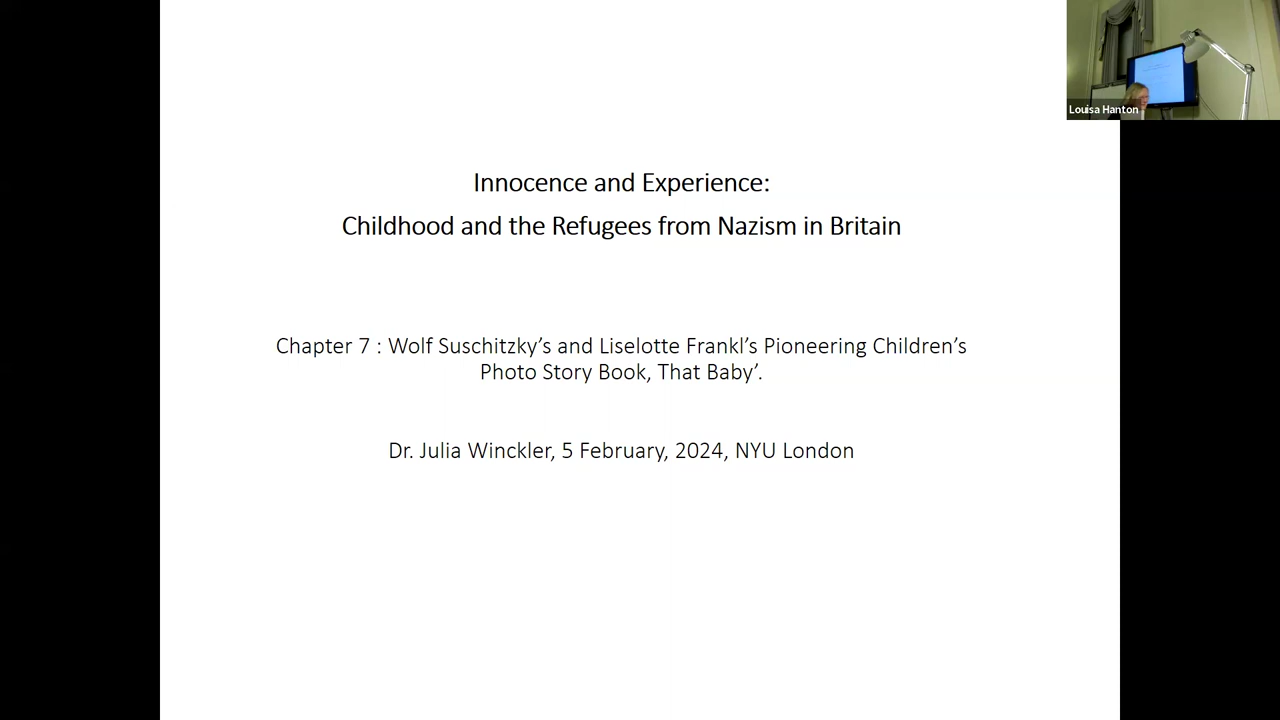 Louisa Hanton
Innocence and Experience:
Childhood and the Refugees from Nazism in Britain
Chapter 7 : Wolf Suschitzky’s and Liselotte Frankl’s Pioneering Children’s
Photo Story Book, That Baby’.
Dr. Julia Winckler, 5 February, 2024, NYU London